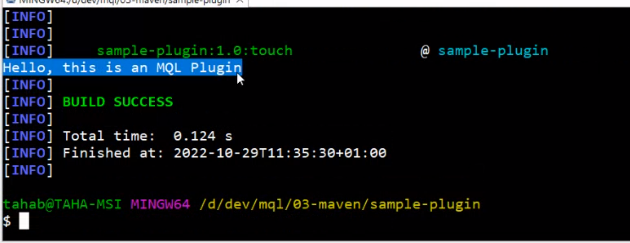 MINGW64:/d/dev/mql/03-maven/sample-plugin
[INFO]
[INFO]
[INFO] sample-plugin:1.0:touch @ sample-plugin
Hello, this is an MQL Plugin
[INFO]
[INFO] BUILD SUCCESS
[INFO]
[INFO] Total time: 0.124 s
[INFO] Finished at: 2022-10-29T11:35:30+01:00
[INFO]
tahab@TAHA-MSI MINGW64 /d/dev/mql/03-maven/sample-plugin
$